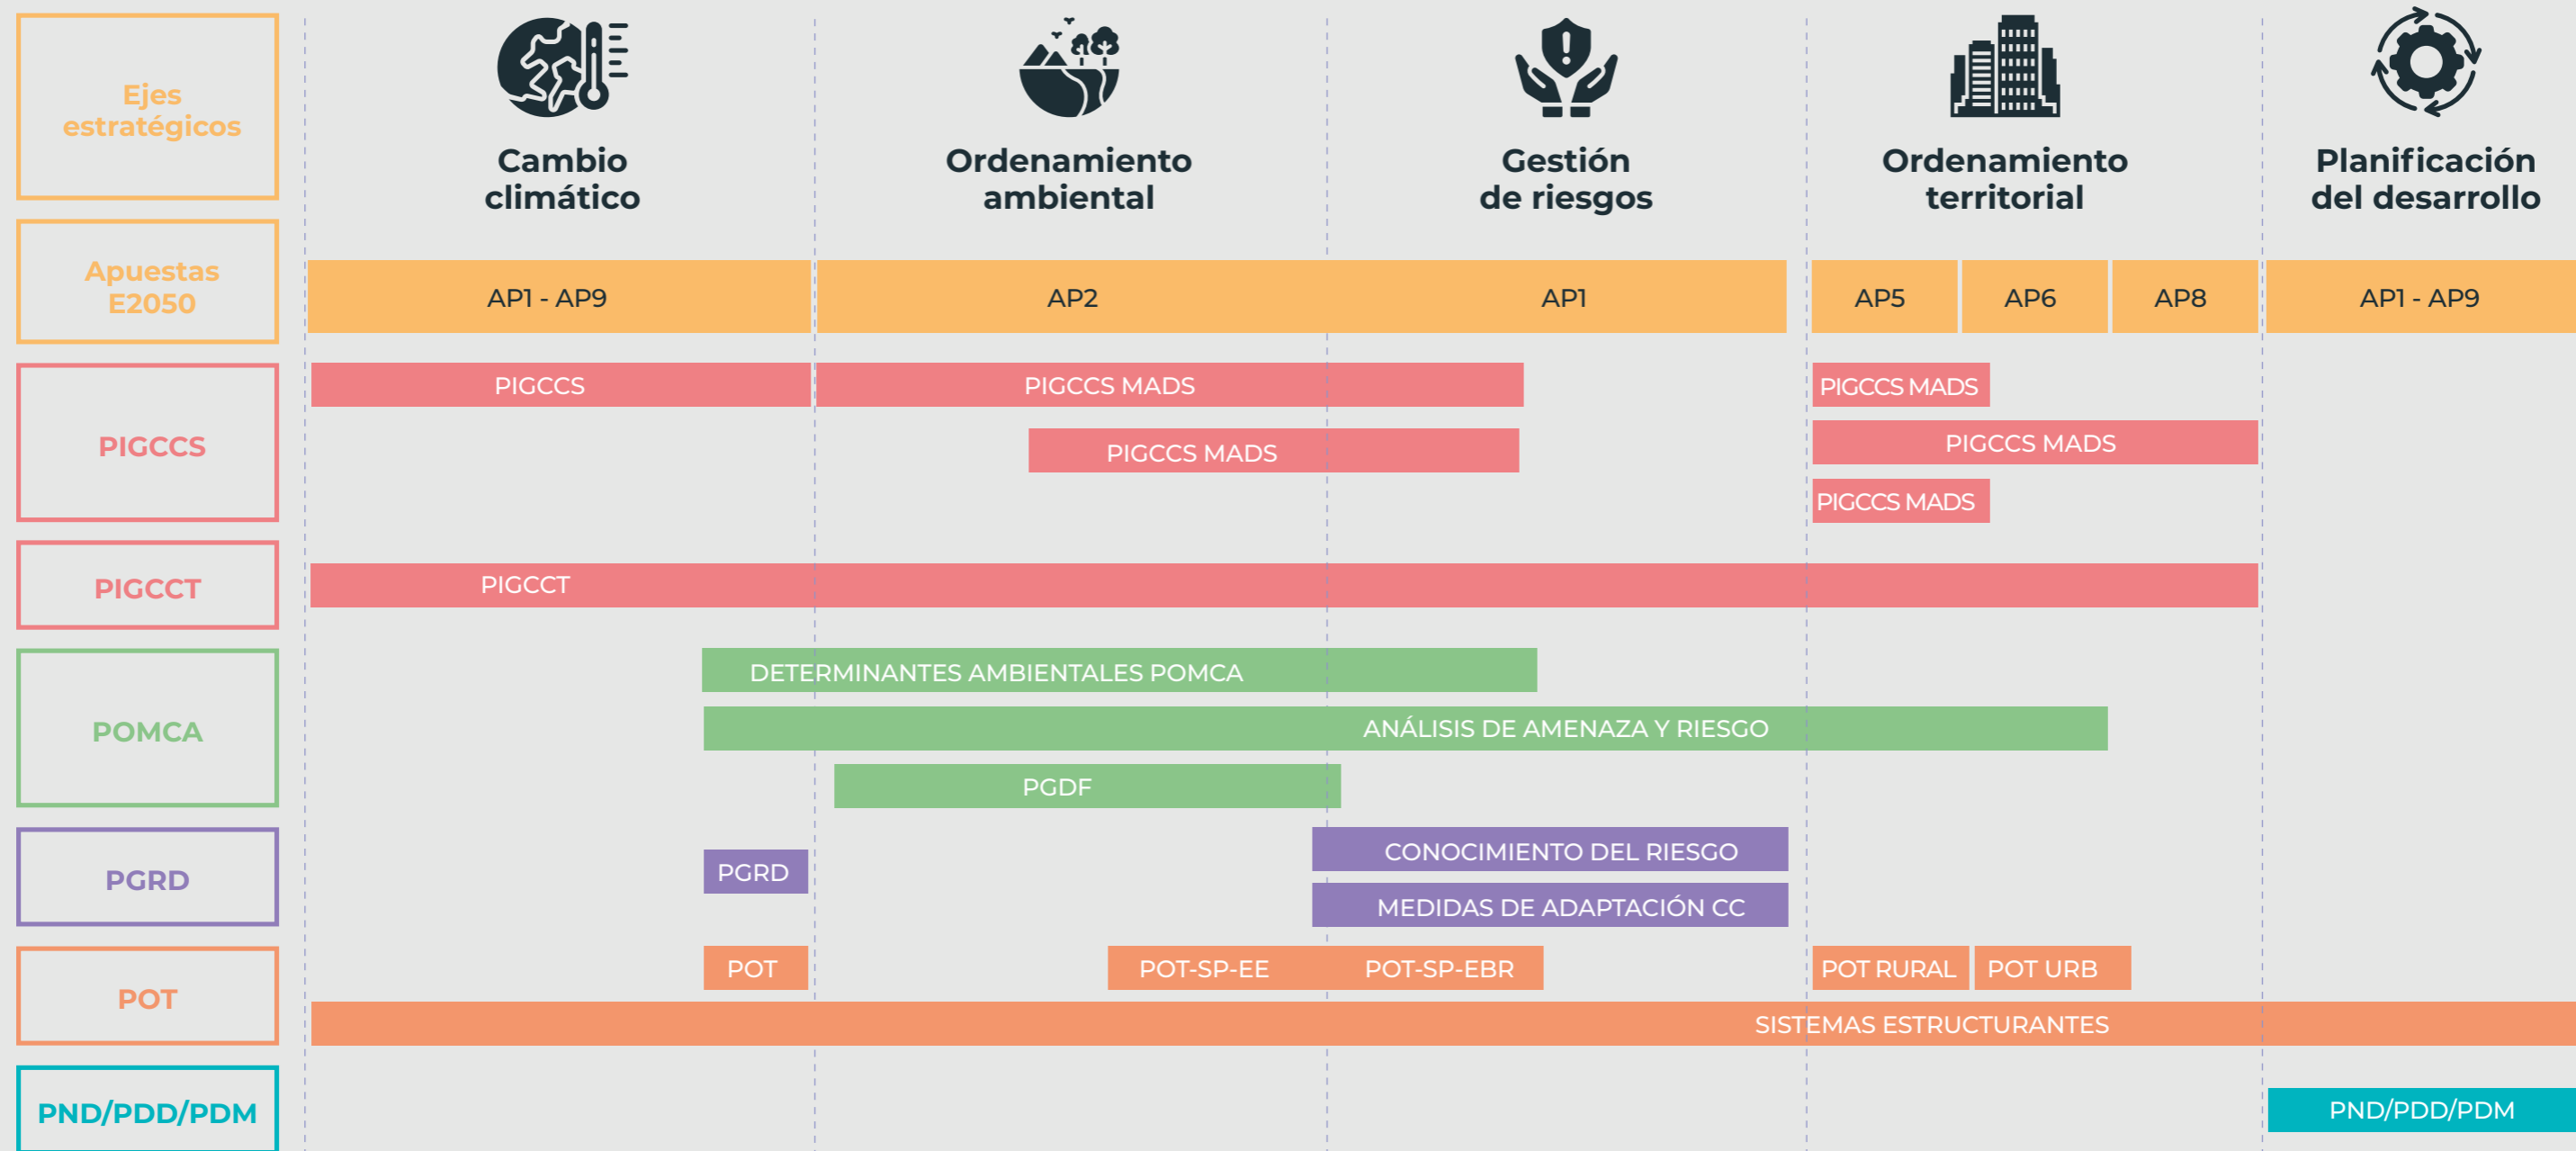 Ejes
estratégicos
Cambio
climático
Ordenamiento
ambiental
Gestión
de riesgos
Ordenamiento
territorial
Planificación
del desarrollo
Apuestas
E2050
AP1 - AP9
AP2
AP1
AP5
AP6
AP8
AP1 - AP9
PIGCCS
PIGCCS
PIGCCS MADS
PIGCCS MADS
PIGCCS MADS
PIGCCS MADS
PIGCCS MADS
PIGCCT
PIGCCT
POMCA
DETERMINANTES AMBIENTALES POMCA
ANÁLISIS DE AMENAZA Y RIESGO
PGDF
PGRD
PGRD
CONOCIMIENTO DEL RIESGO
MEDIDAS DE ADAPTACIÓN CC
POT
POT
POT-SP-EE
POT-SP-EBR
POT RURAL
POT URB
SISTEMAS ESTRUCTURANTES
PND/PDD/PDM
PND/PDD/PDM